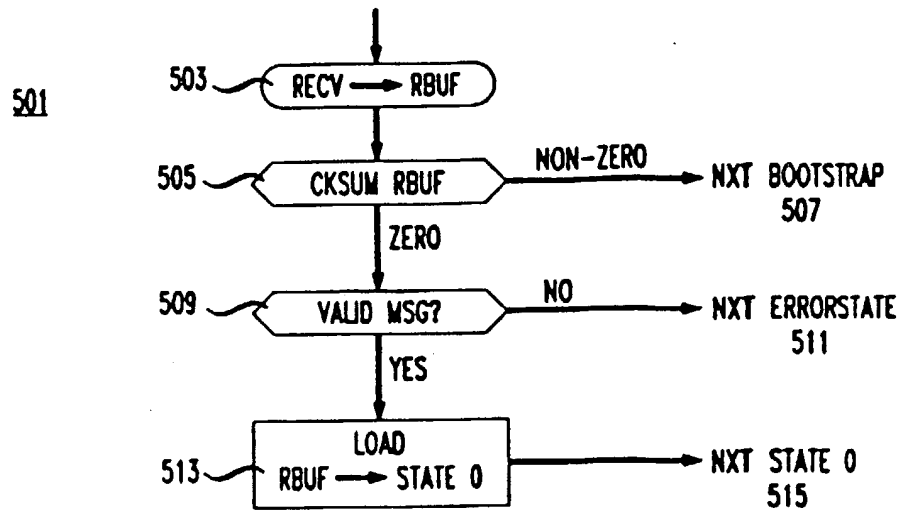 501
503
RECV → RBUF
505
CKSUM RBUF
NON-ZERO
NXT BOOTSTRAP
507
ZERO
509
VALID MSG?
NO
NXT ERRORSTATE
511
YES
513
LOAD
RBUF → STATE 0
NXT STATE 0
515